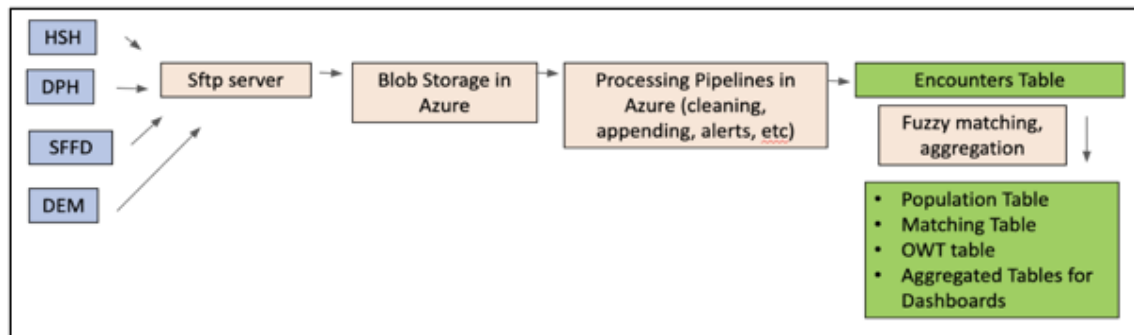 HSH
DPH
SFFD
DEM
Sftp server
Blob Storage in
Azure
Processing Pipelines in
Azure (cleaning,
appending, alerts, etc)
Encounters Table
Fuzzy matching,
aggregation
• Population Table
• Matching Table
• OWT table
• Aggregated Tables for
Dashboards